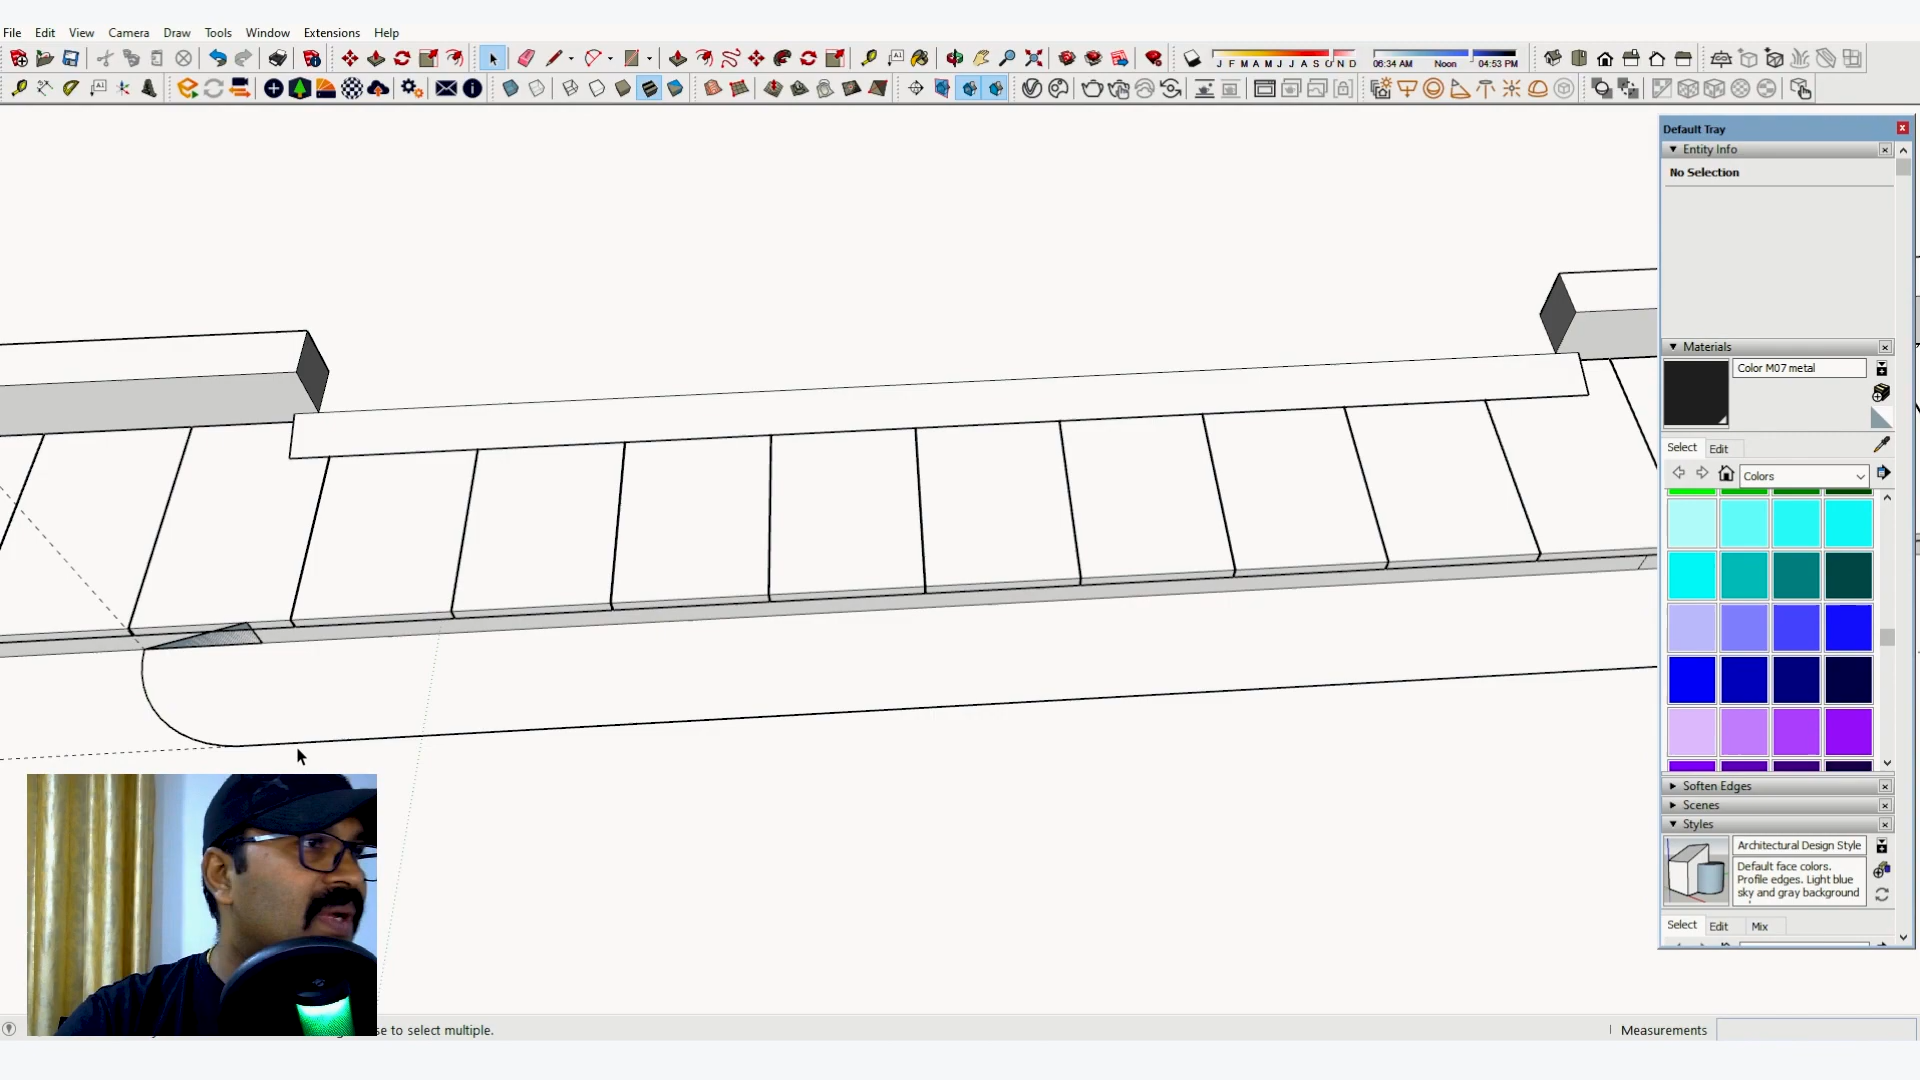 File Edit View Camera Draw Tools Window Extensions Help
J F M A M J J A S O N D
06:34 AM Noon 04:53 PM
Default Tray
Entity Info
No Selection
Materials
Color M07 metal
Select Edit
Colors
Soften Edges
Scenes
Styles
Architectural Design Style
Default face colors.
Profile edges. Light blue
sky and gray background
Select Edit Mix
se to select multiple.
Measurements